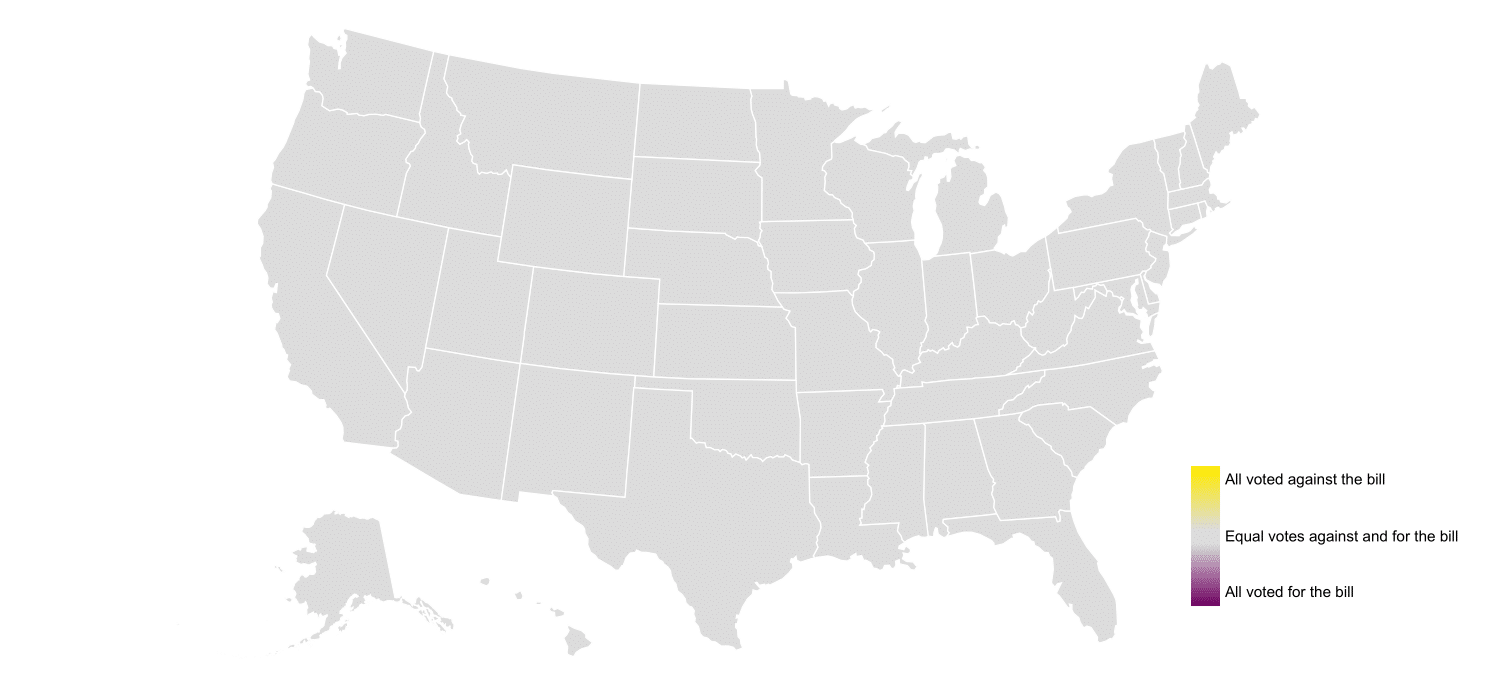 All voted against the bill
Equal votes against and for the bill
All voted for the bill